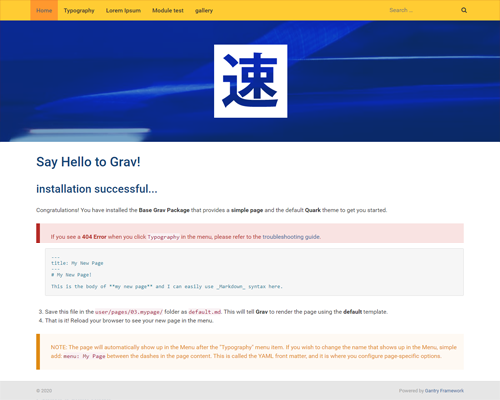 Home Typography Lorem Ipsum Module test gallery Search …
速
Say Hello to Grav!
installation successful...
Congratulations! You have installed the Base Grav Package that provides a simple page and the default Quark theme to get you started.
If you see a 404 Error when you click Typography in the menu, please refer to the troubleshooting guide.
---
title: My New Page
---
# My New Page!
This is the body of **my new page** and I can easily use _Markdown_ syntax here.
3. Save this file in the user/pages/03.mypage/ folder as default.md. This will tell Grav to render the page using the default template.
4. That is it! Reload your browser to see your new page in the menu.
NOTE: The page will automatically show up in the Menu after the "Typography" menu item. If you wish to change the name that shows up in the Menu, simple
add: menu: My Page between the dashes in the page content. This is called the YAML front matter, and it is where you configure page-specific options.
© 2020 Powered by Gantry Framework